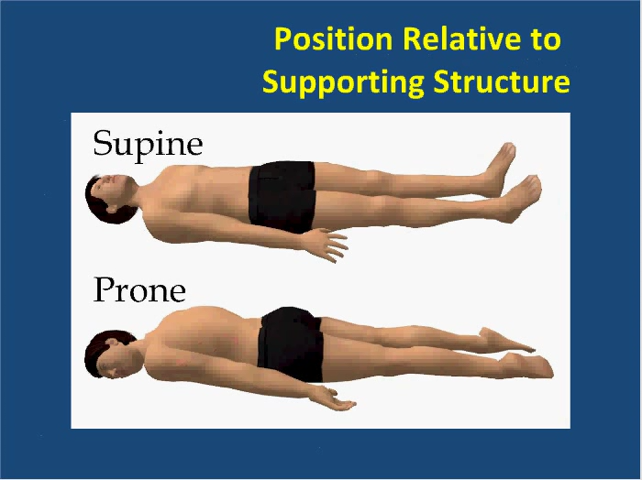 Position Relative to
Supporting Structure
Supine
Prone